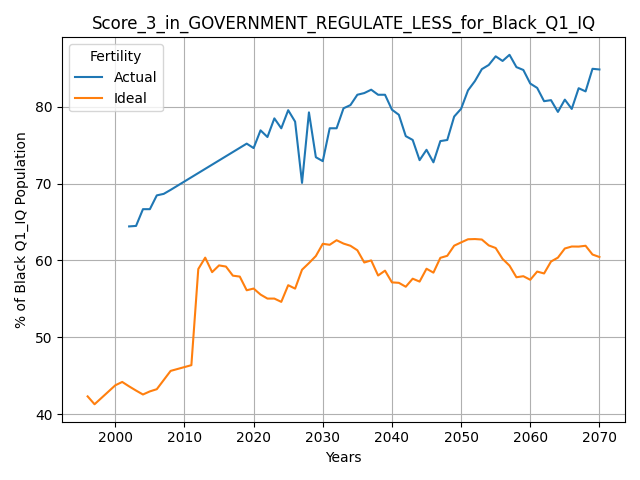 Score_3_in_GOVERNMENT_REGULATE_LESS_for_Black_Q1_IQ
Fertility
Actual
Ideal
% of Black Q1_IQ Population
80
70
60
50
40
2000
2010
2020
2030
2040
2050
2060
2070
Years